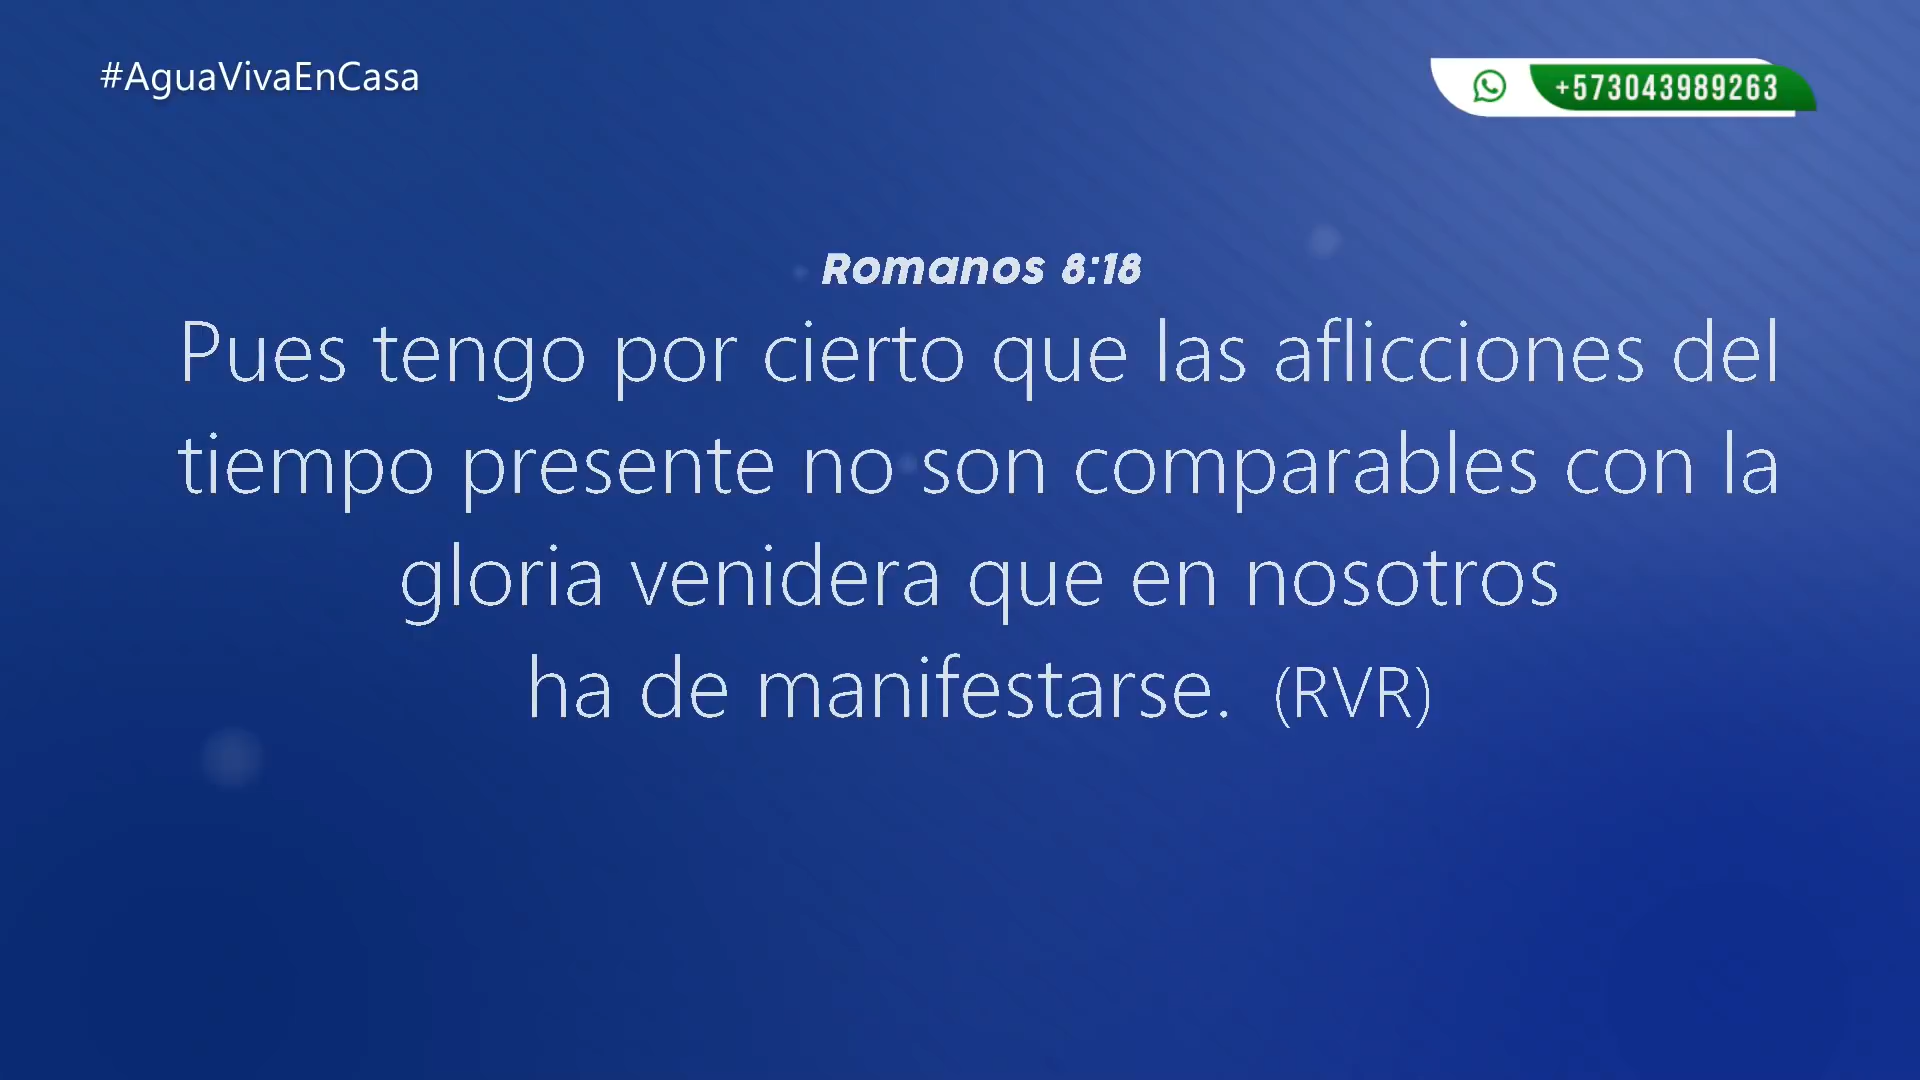 #AguaVivaEnCasa
+573043989263
Romanos 8:18
Pues tengo por cierto que las aflicciones del
tiempo presente no son comparables con la
gloria venidera que en nosotros
ha de manifestarse. (RVR)